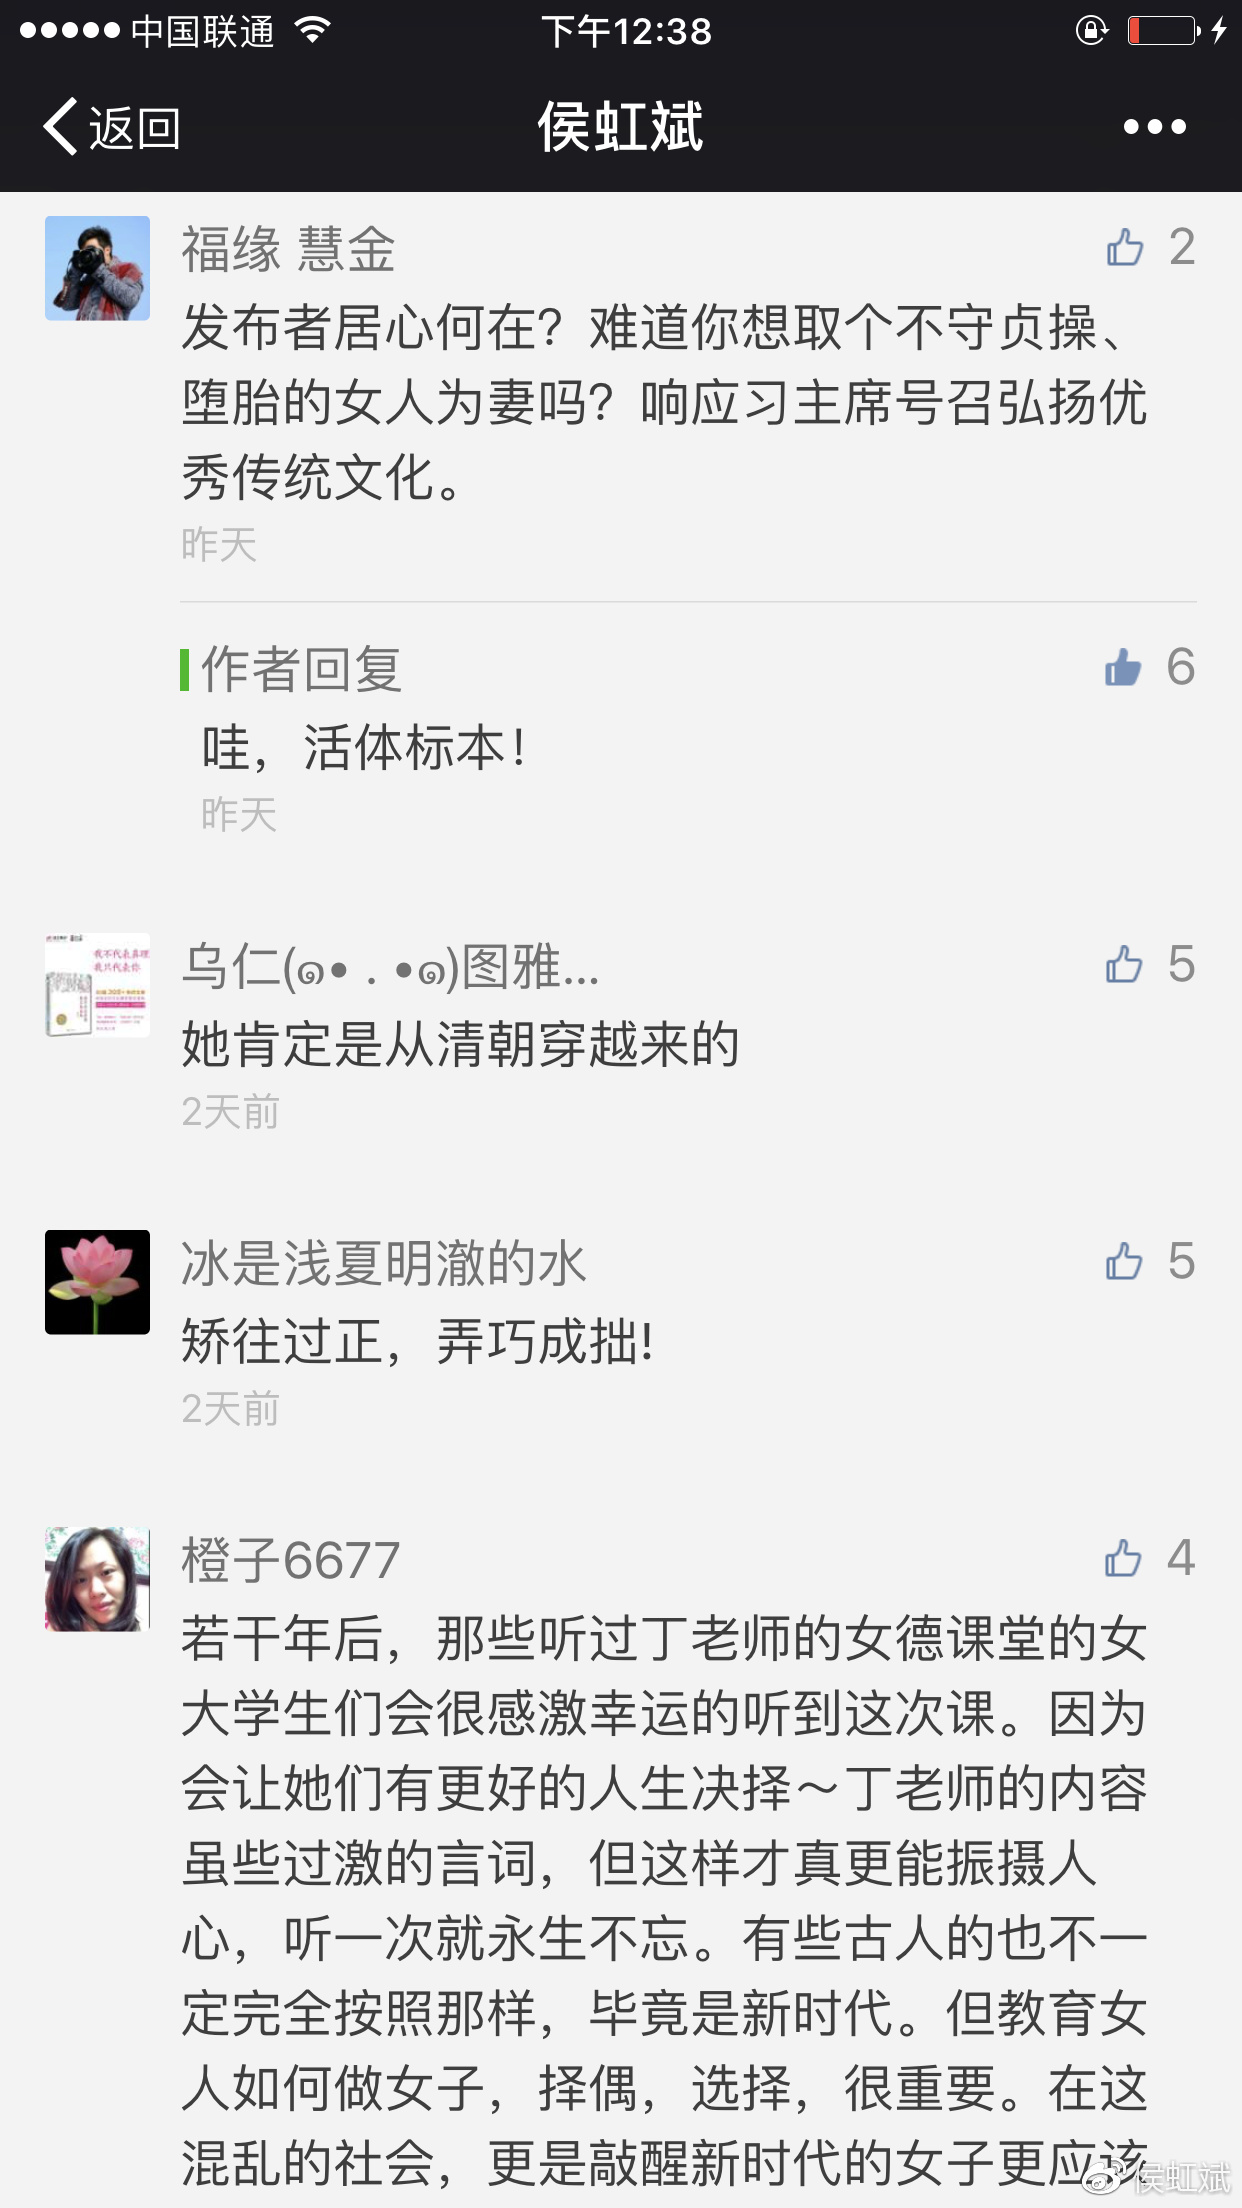 中国联通 下午12:38
返回 侯虹斌
福缘 慧金 2
发布者居心何在？难道你想取个不守贞操、
堕胎的女人为妻吗？响应习主席号召弘扬优
秀传统文化。
昨天
作者回复 6
哇，活体标本！
昨天
我不代表真理
我只代表你
乌仁(๑• . •๑)图雅... 5
她肯定是从清朝穿越来的
2天前
冰是浅夏明澈的水 5
矫往过正，弄巧成拙!
2天前
橙子6677 4
若干年后，那些听过丁老师的女德课堂的女
大学生们会很感激幸运的听到这次课。因为
会让她们有更好的人生决择～丁老师的内容
虽些过激的言词，但这样才真更能振摄人
心，听一次就永生不忘。有些古人的也不一
定完全按照那样，毕竟是新时代。但教育女
人如何做女子，择偶，选择，很重要。在这
混乱的社会，更是敲醒新时代的女子更应该
侯虹斌